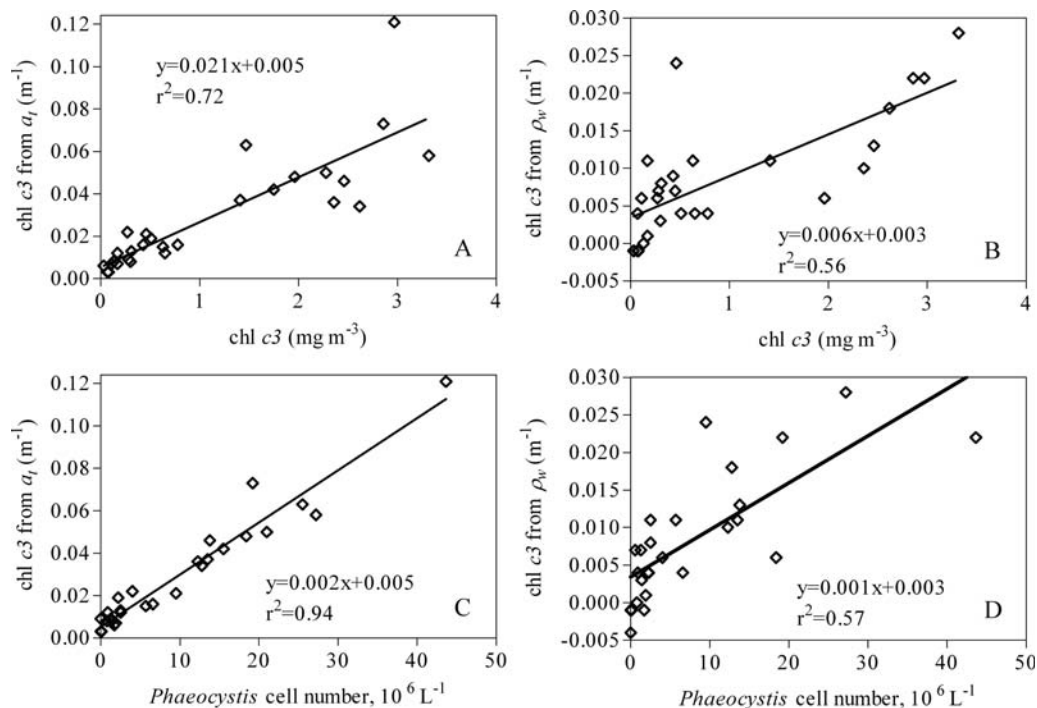 0.12
0.10
0.08
0.06
0.04
0.02
0.00
chl c3 from aₜ (m⁻¹)
y=0.021x+0.005
r²=0.72
A
0 1 2 3 4
chl c3 (mg m⁻³)
0.030
0.025
0.020
0.015
0.010
0.005
0.000
-0.005
chl c3 from ρ_w (m⁻¹)
y=0.006x+0.003
r²=0.56
B
0 1 2 3 4
chl c3 (mg m⁻³)
0.12
0.10
0.08
0.06
0.04
0.02
0.00
chl c3 from aₜ (m⁻¹)
y=0.002x+0.005
r²=0.94
C
0 10 20 30 40 50
Phaeocystis cell number, 10⁶ L⁻¹
0.030
0.025
0.020
0.015
0.010
0.005
0.000
-0.005
chl c3 from ρ_w (m⁻¹)
y=0.001x+0.003
r²=0.57
D
0 10 20 30 40 50
Phaeocystis cell number, 10⁶ L⁻¹